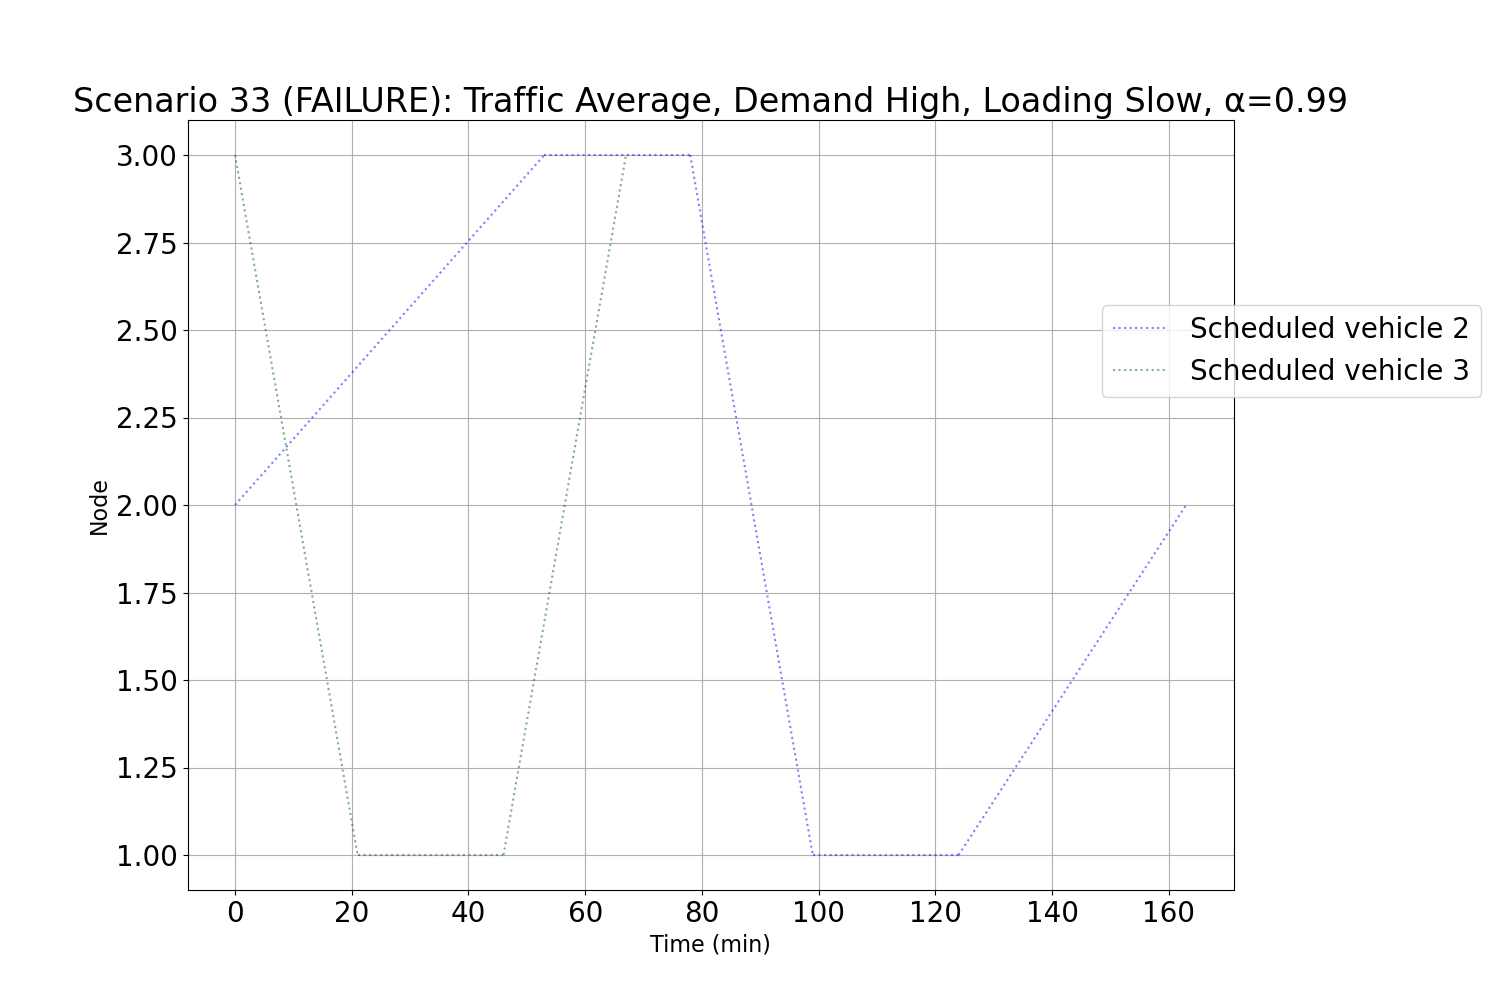 Scenario 33 (FAILURE): Traffic Average, Demand High, Loading Slow, α=0.99
3.00
2.75
2.50
2.25
2.00
1.75
1.50
1.25
1.00
Node
Scheduled vehicle 2
Scheduled vehicle 3
0 20 40 60 80 100 120 140 160
Time (min)